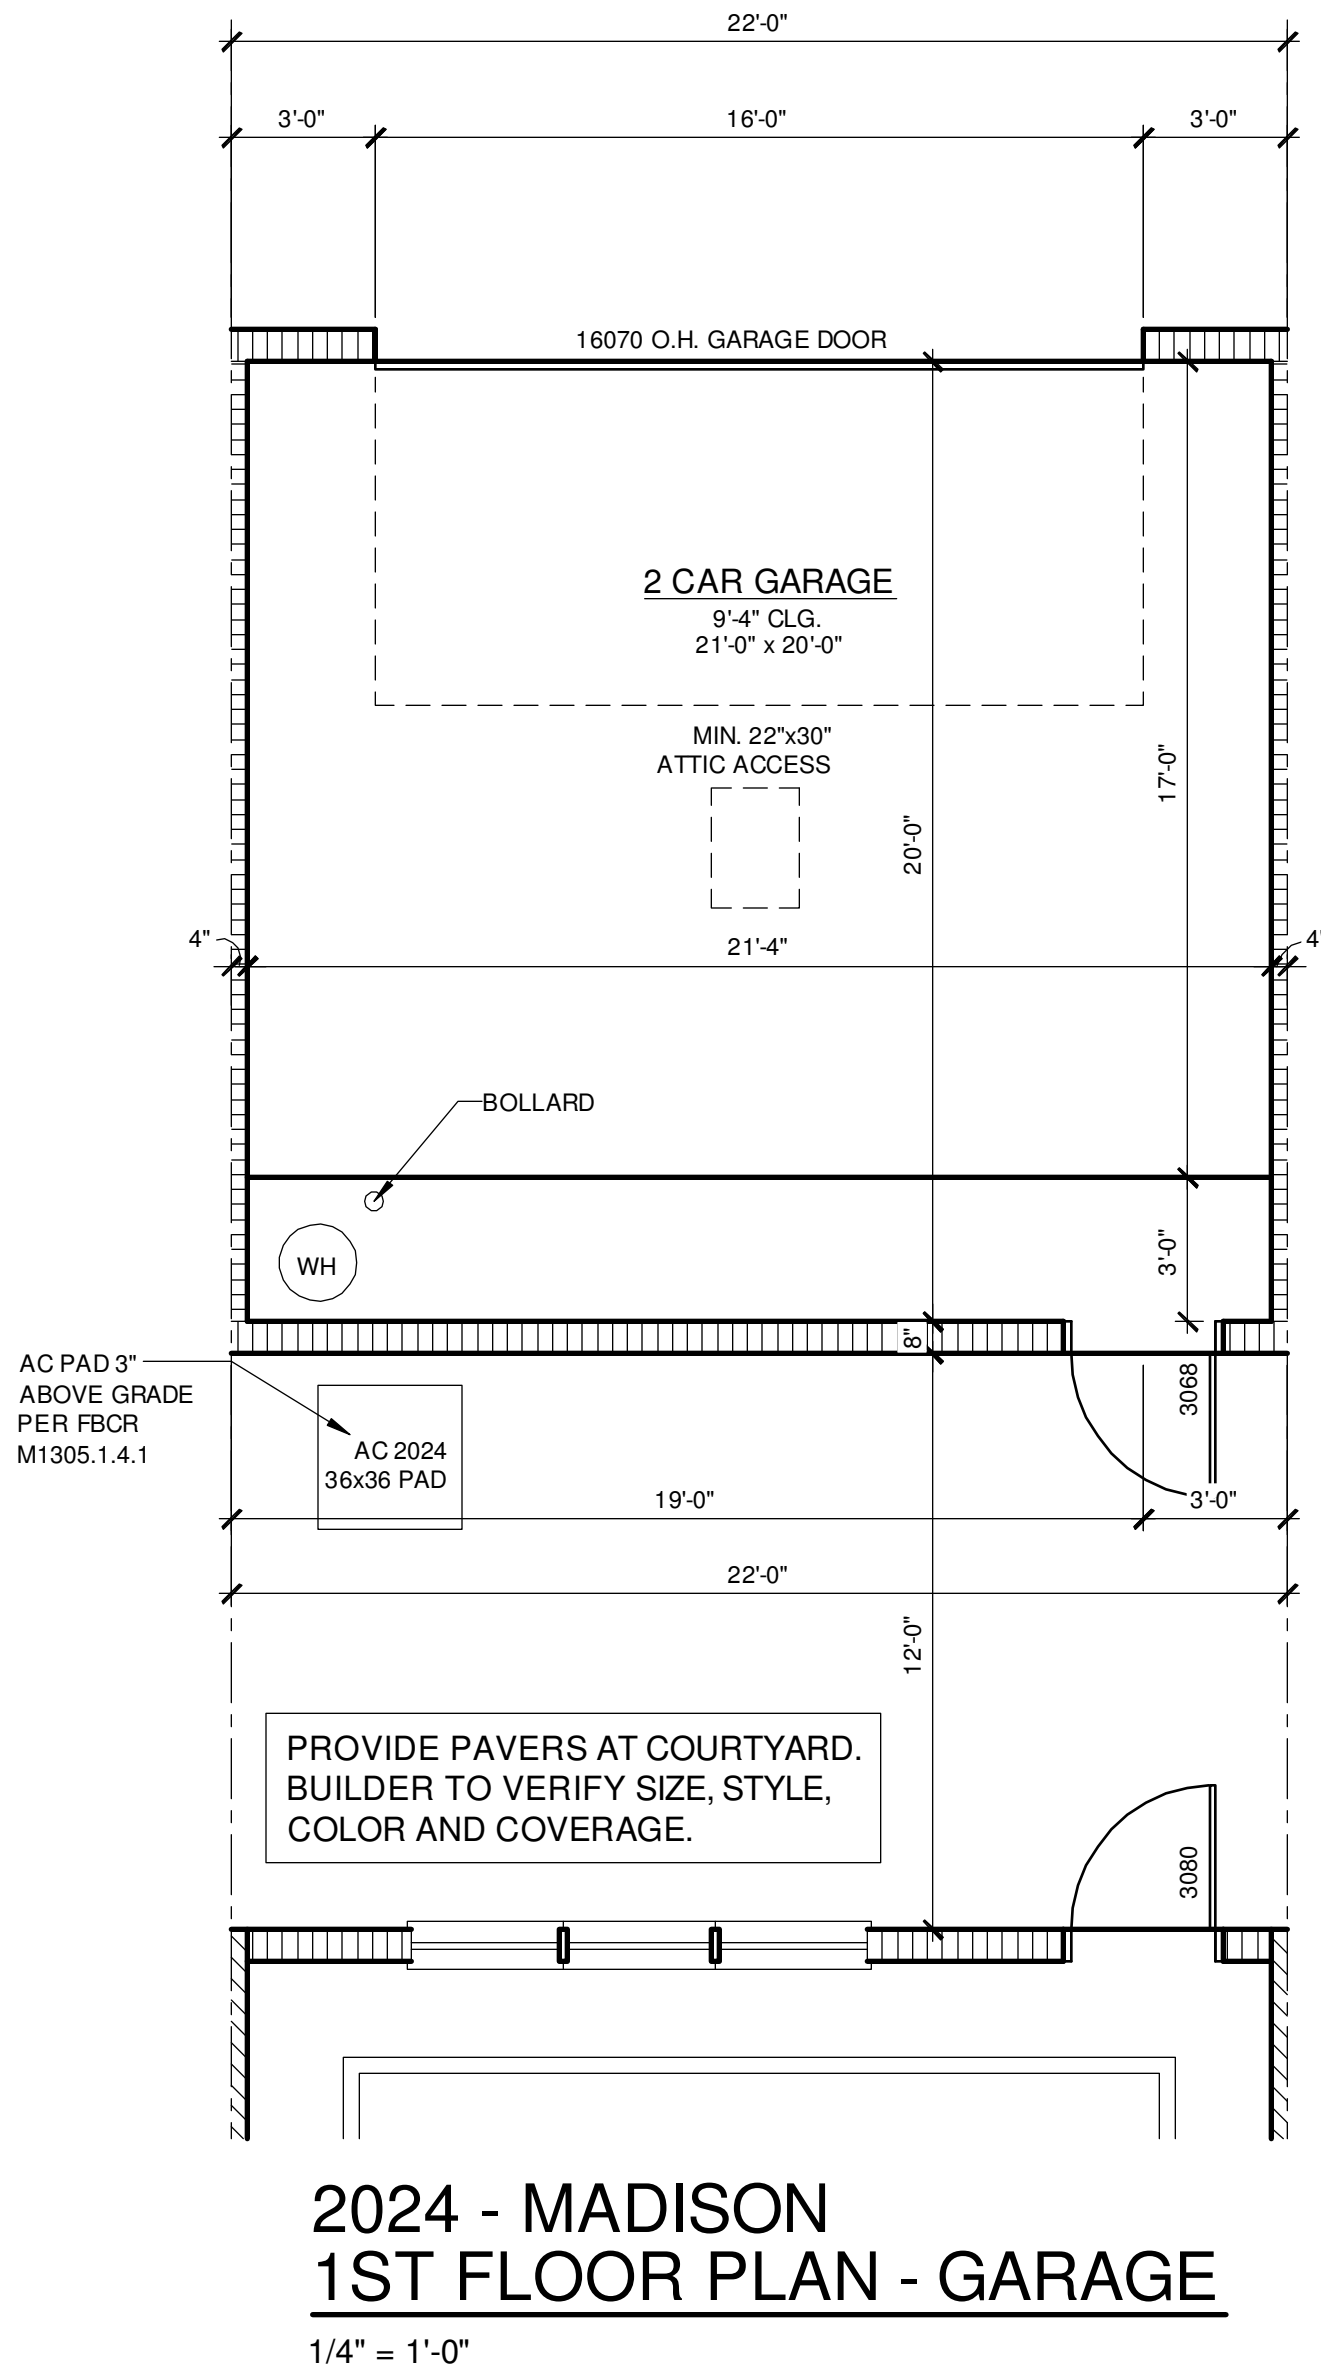 22'-0"
3'-0"
16'-0"
3'-0"
16070 O.H. GARAGE DOOR
2 CAR GARAGE
9'-4" CLG.
21'-0" x 20'-0"
MIN. 22"x30"
ATTIC ACCESS
17'-0"
20'-0"
4"
21'-4"
4"
BOLLARD
3'-0"
WH
8"
AC PAD 3"
ABOVE GRADE
PER FBCR
M1305.1.4.1
3068
AC 2024
36x36 PAD
19'-0"
3'-0"
22'-0"
12'-0"
PROVIDE PAVERS AT COURTYARD.
BUILDER TO VERIFY SIZE, STYLE,
COLOR AND COVERAGE.
3080
2024 - MADISON
1ST FLOOR PLAN - GARAGE
1/4" = 1'-0"